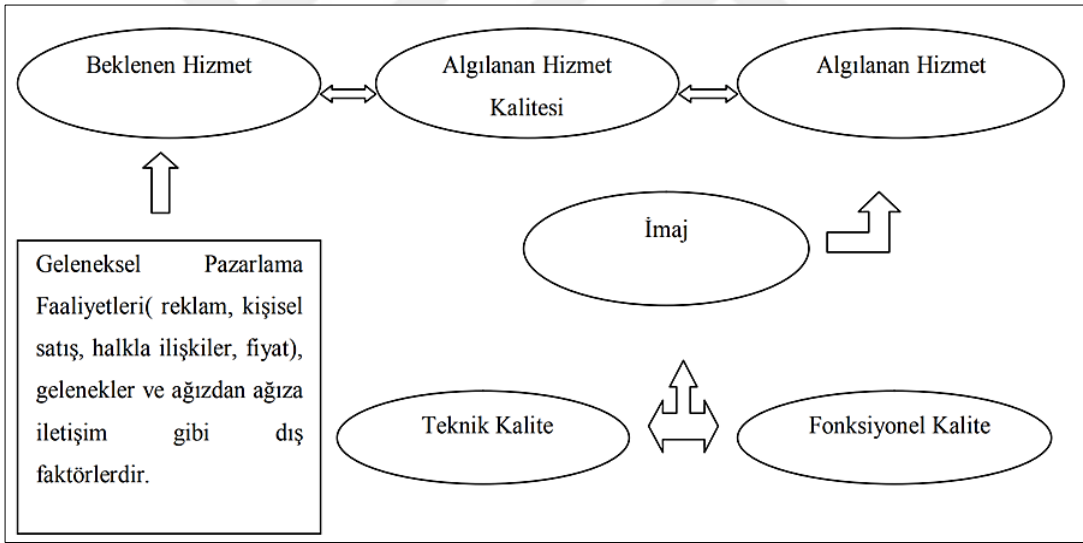 Beklenen Hizmet
Algılanan Hizmet
Kalitesi
Algılanan Hizmet
İmaj
Geleneksel Pazarlama
Faaliyetleri( reklam, kişisel
satış, halkla ilişkiler, fiyat),
gelenekler ve ağızdan ağıza
iletişim gibi dış
faktörlerdir.
Teknik Kalite
Fonksiyonel Kalite